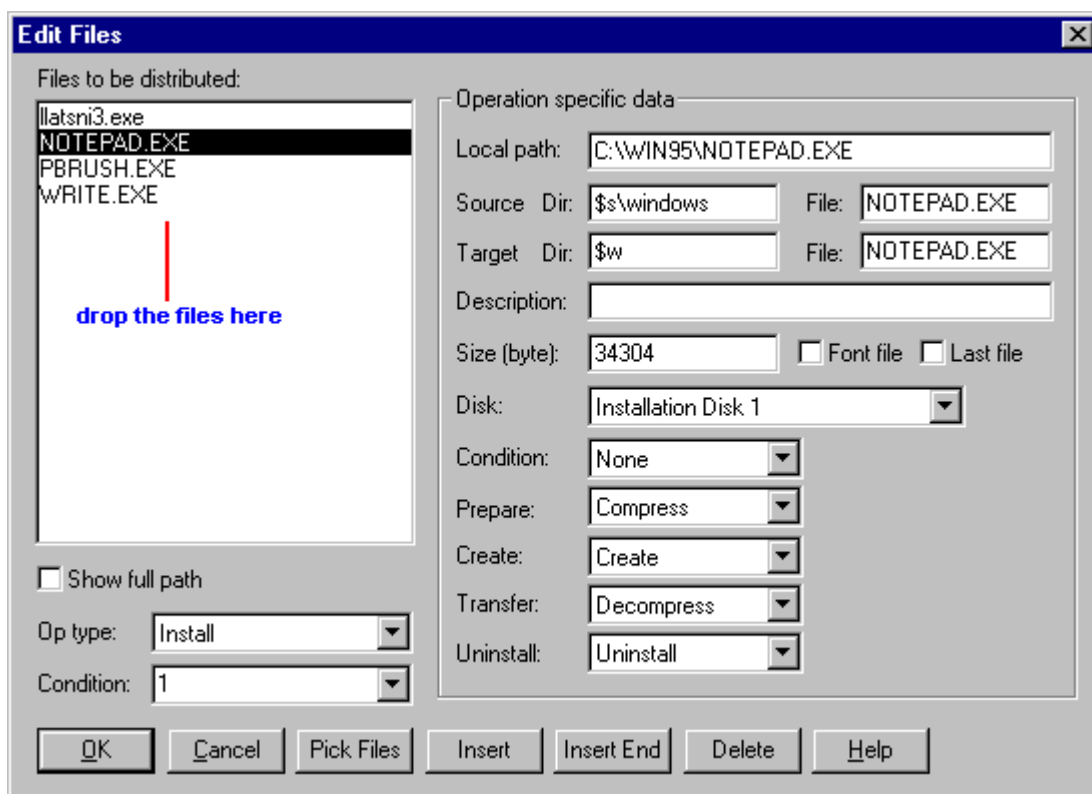 Edit Files
Files to be distributed:
llatsni3.exe
NOTEPAD.EXE
PBRUSH.EXE
WRITE.EXE
drop the files here
Show full path
Op type: Install
Condition: 1
Operation specific data
Local path: C:\WIN95\NOTEPAD.EXE
Source Dir: $s\windows File: NOTEPAD.EXE
Target Dir: $w File: NOTEPAD.EXE
Description:
Size (byte): 34304 Font file Last file
Disk: Installation Disk 1
Condition: None
Prepare: Compress
Create: Create
Transfer: Decompress
Uninstall: Uninstall
OK Cancel Pick Files Insert Insert End Delete Help